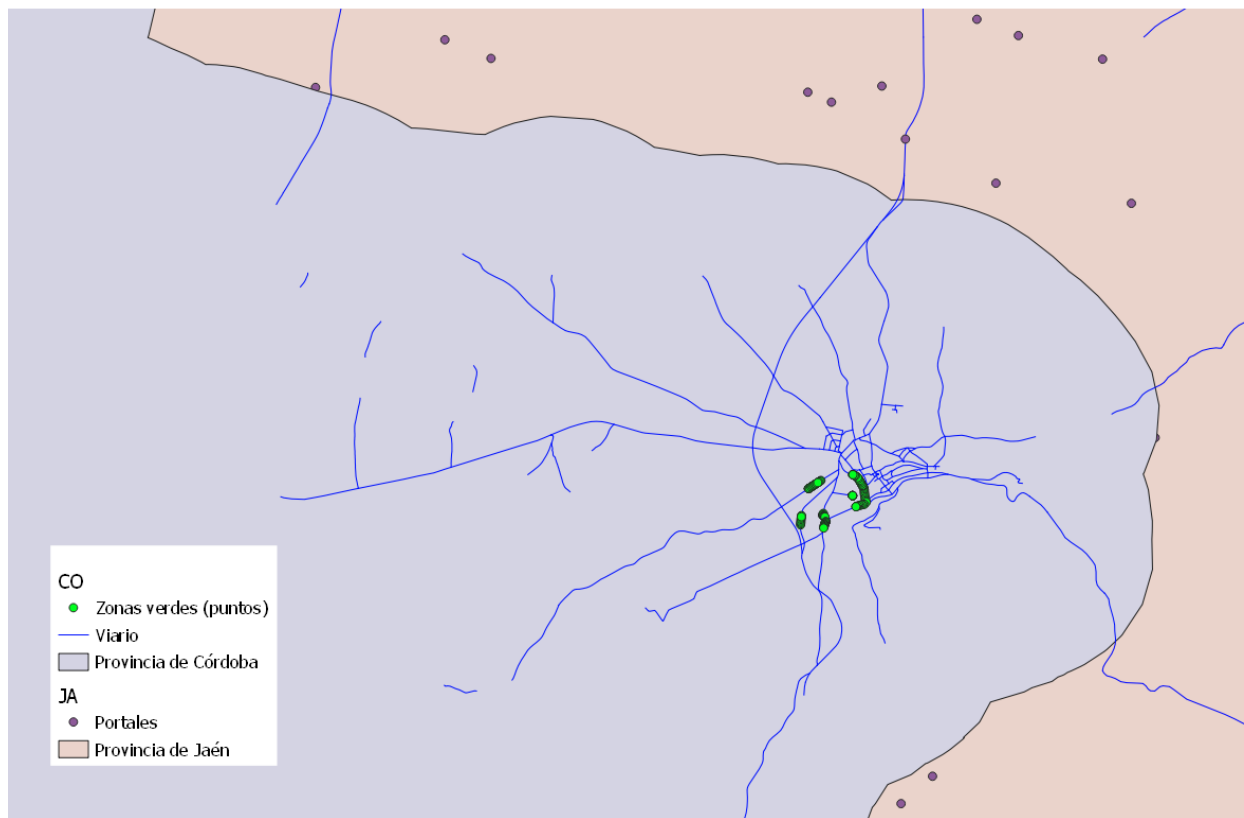 CO
Zonas verdes (puntos)
Viario
Provincia de Córdoba
JA
Portales
Provincia de Jaén